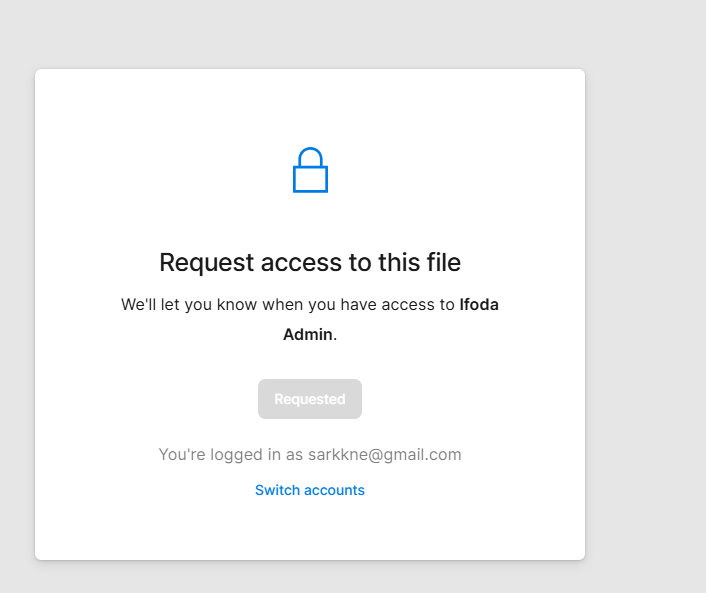 Request access to this file
We'll let you know when you have access to Ifoda
Admin.
Requested
You're logged in as sarkkne@gmail.com
Switch accounts